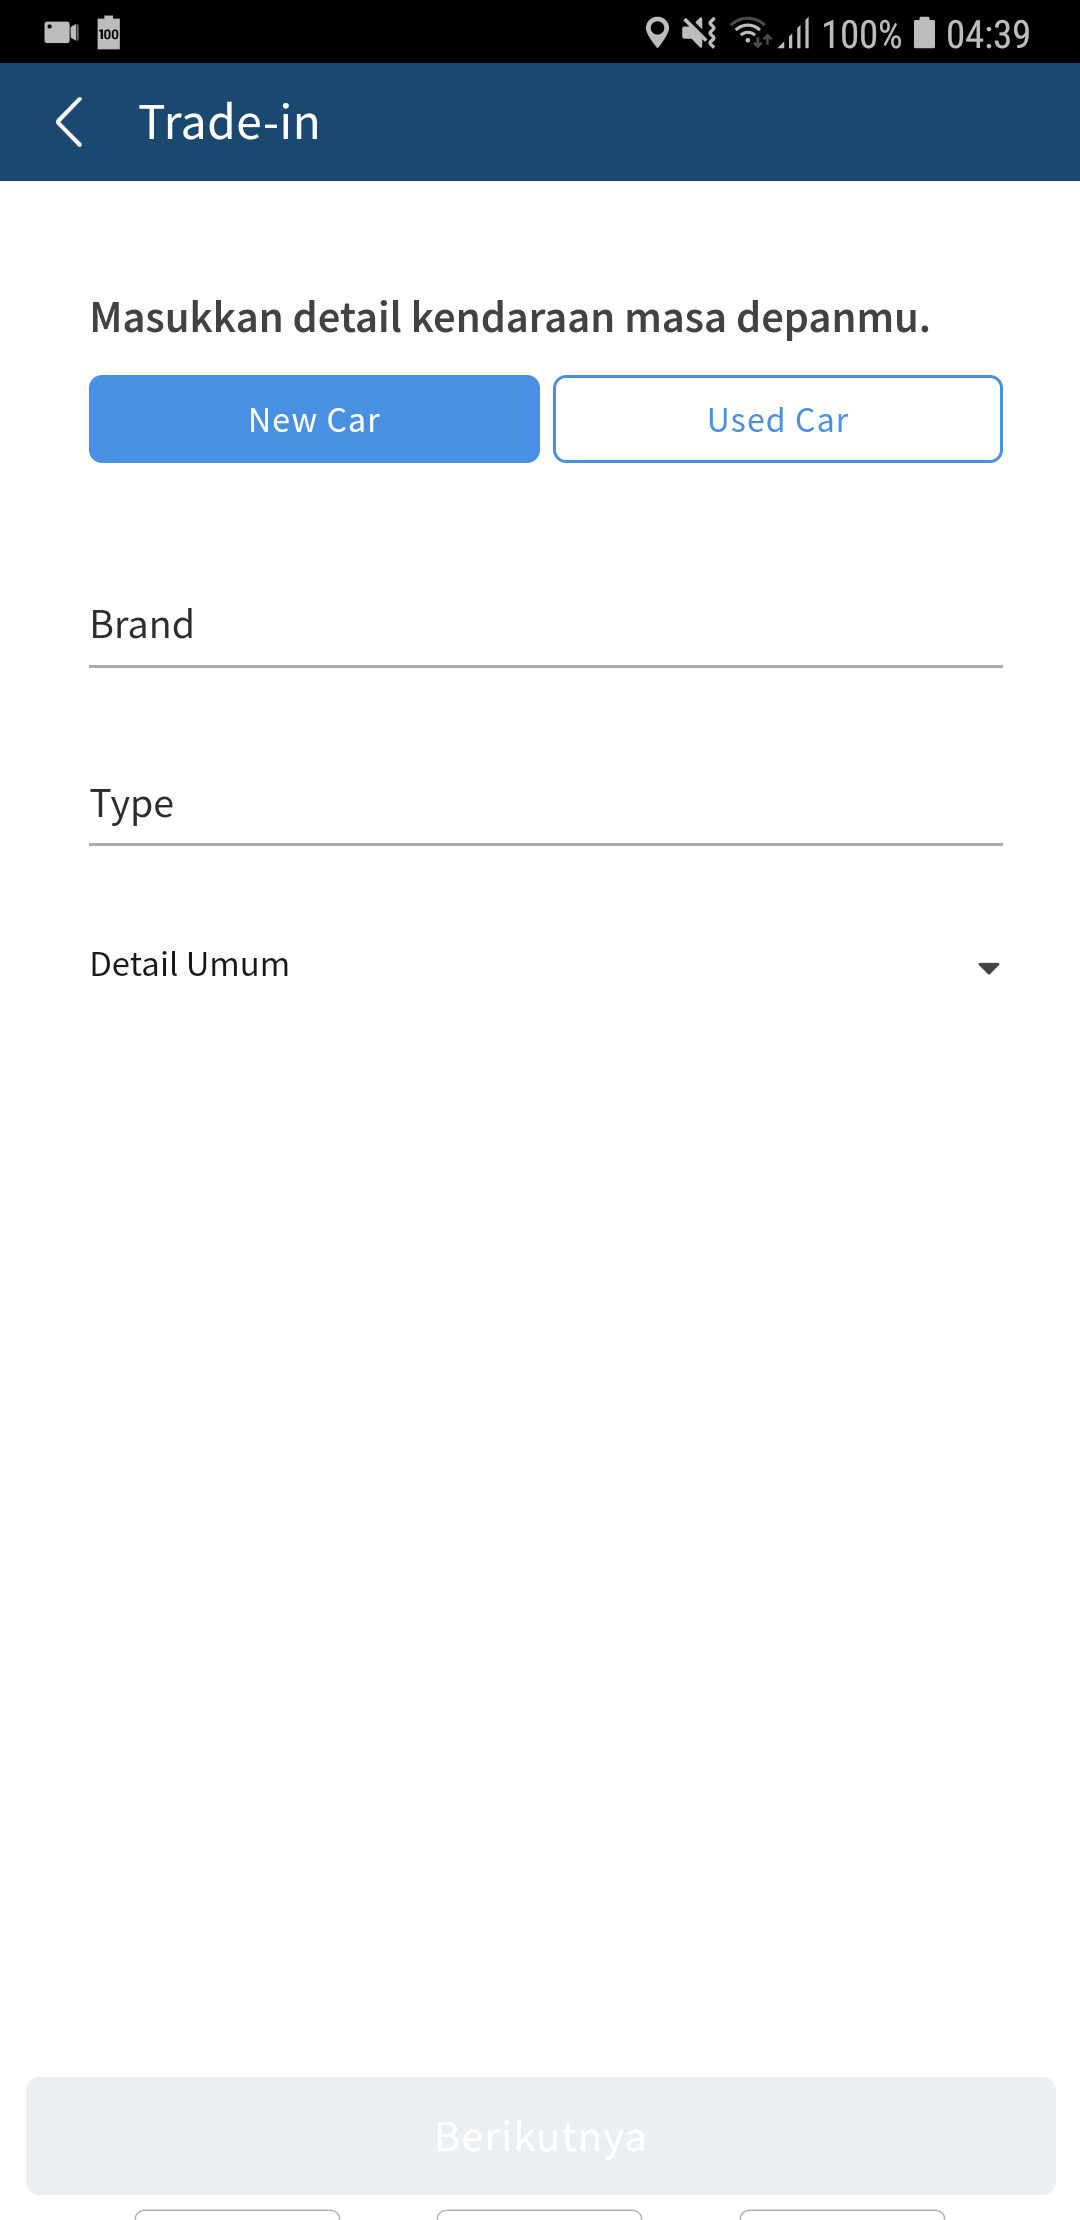 100 100% 04:39
Trade-in
Masukkan detail kendaraan masa depanmu.
New Car Used Car
Brand
Type
Detail Umum
Berikutnya